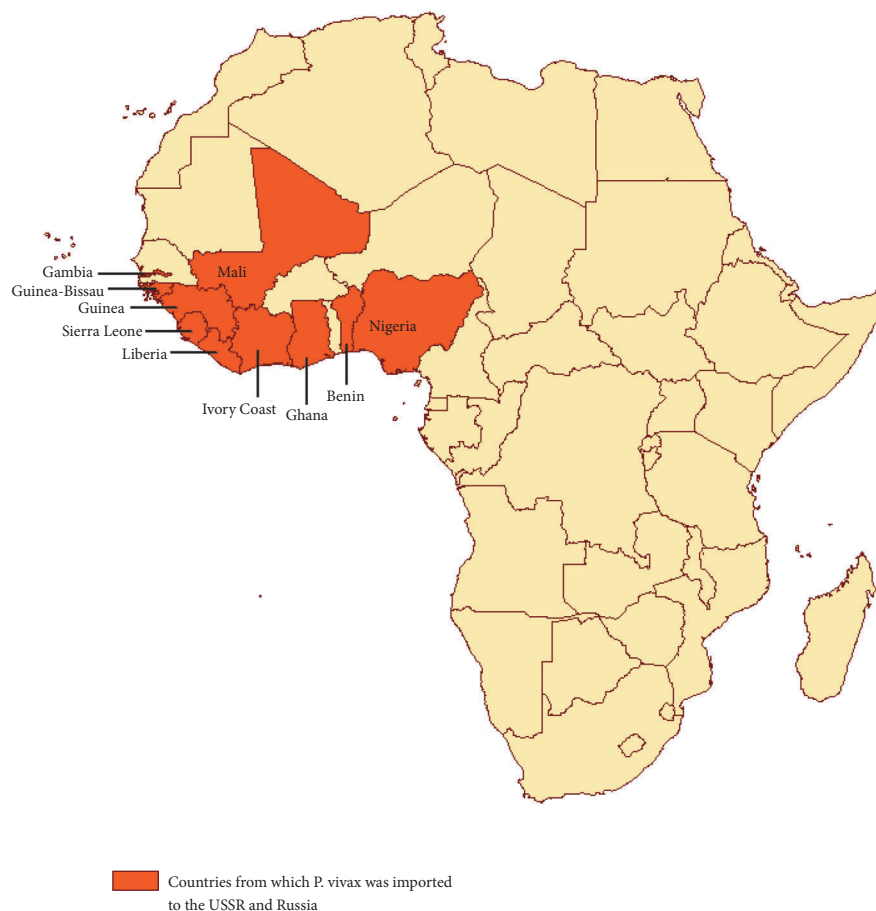 Gambia
Mali
Guinea-Bissau
Guinea
Sierra Leone
Nigeria
Liberia
Benin
Ivory Coast
Ghana
Countries from which P. vivax was imported
to the USSR and Russia